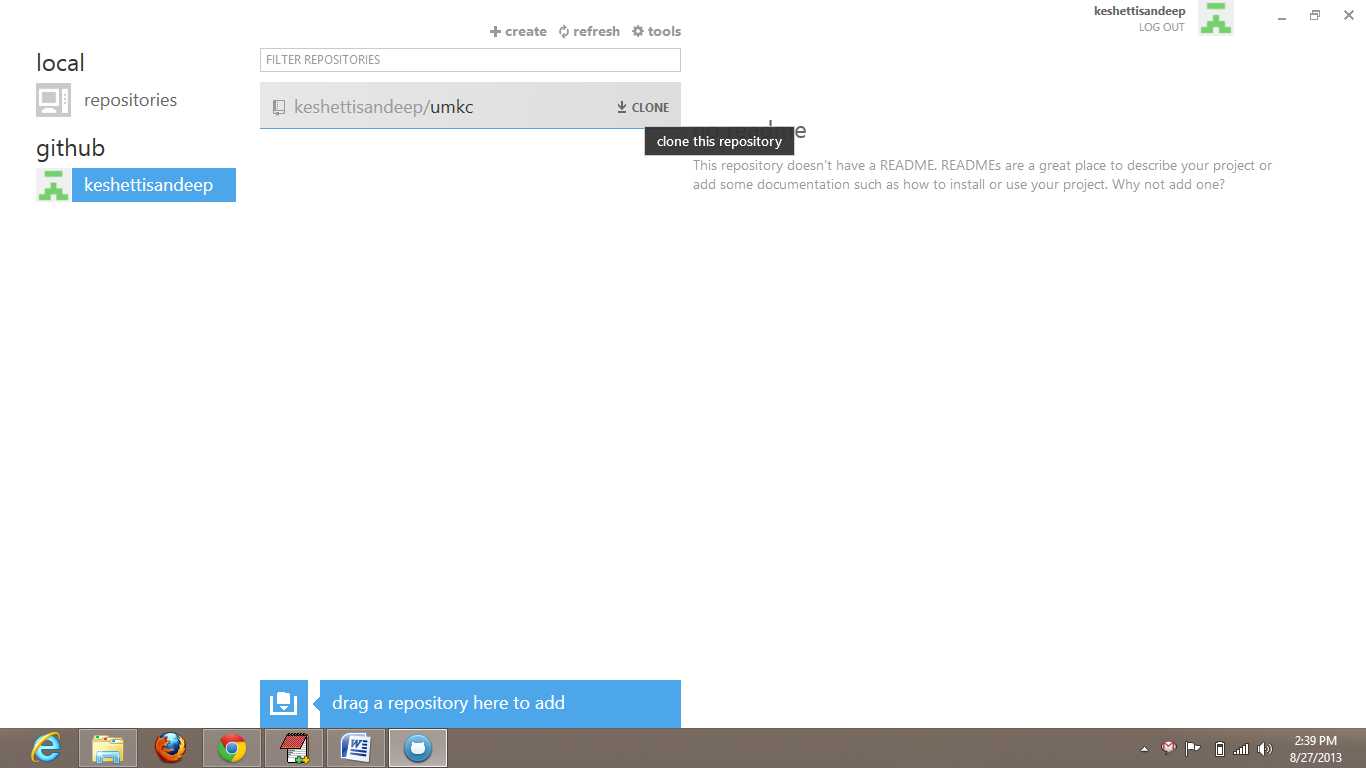 keshettisandeep
LOG OUT
create refresh tools
local
FILTER REPOSITORIES
repositories
keshettisandeep/umkc
CLONE
clone this repository
github
keshettisandeep
no readme
This repository doesn't have a README. READMEs are a great place to describe your project or
add some documentation such as how to install or use your project. Why not add one?
drag a repository here to add
2:39 PM
8/27/2013